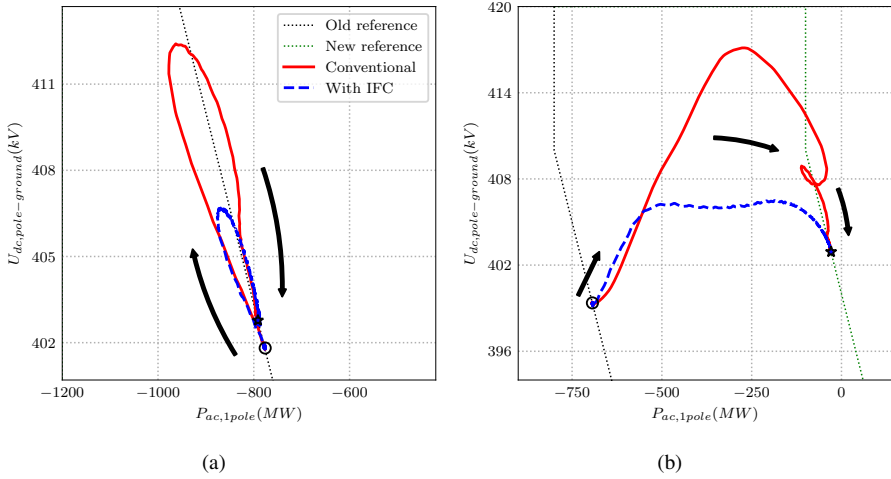 411
408
405
402
U_{dc,pole−ground}(kV)
−1200
−1000
−800
−600
P_{ac,1pole}(MW)
Old reference
New reference
Conventional
With IFC
(a)
420
414
408
402
396
U_{dc,pole−ground}(kV)
−750
−500
−250
0
P_{ac,1pole}(MW)
(b)